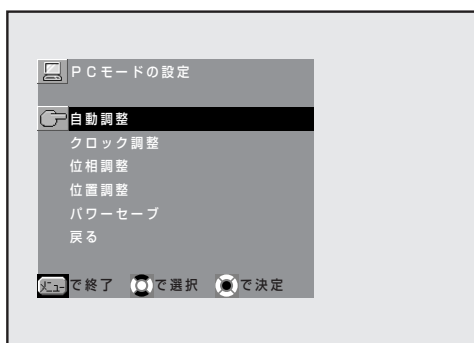 PCモードの設定
自動調整
クロック調整
位相調整
位置調整
パワーセーブ
戻る
メニューで終了 で選択 で決定